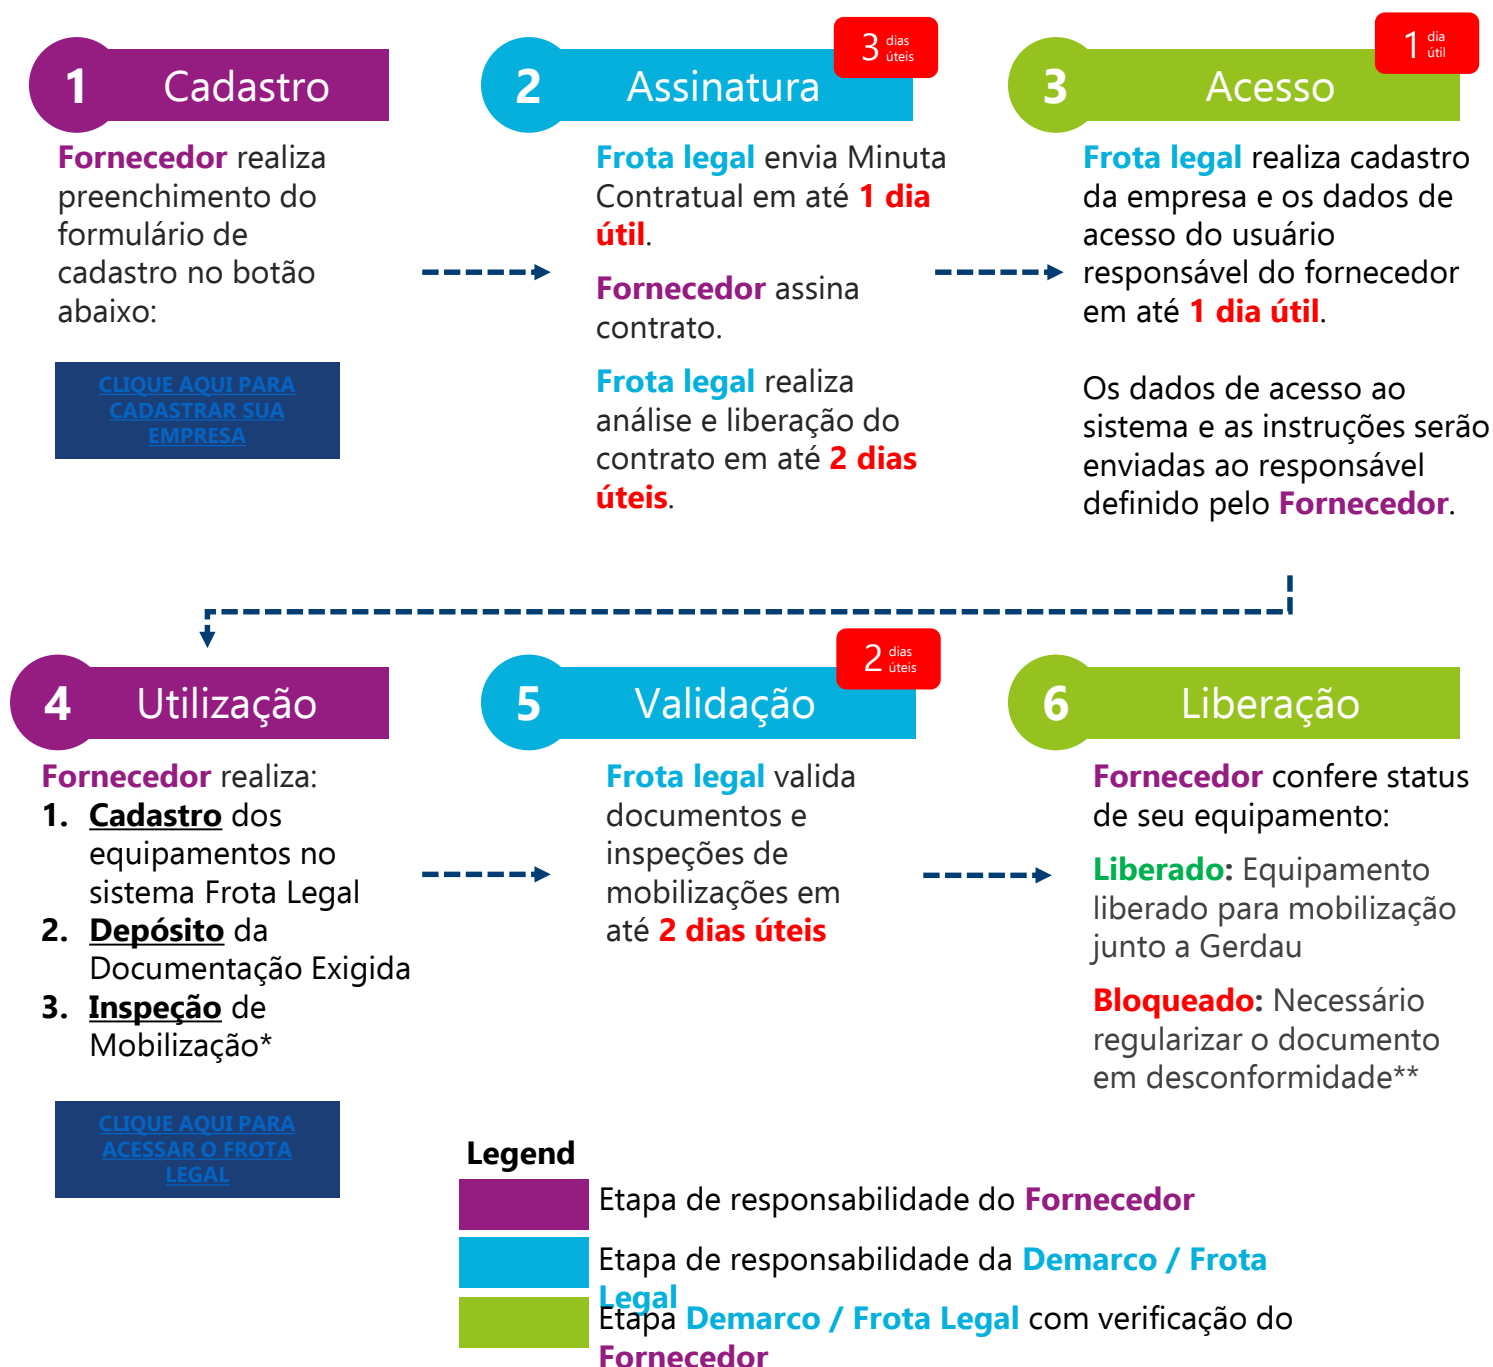 1 Cadastro
Fornecedor realiza
preenchimento do
formulário de
cadastro no botão
abaixo:
CLIQUE AQUI PARA
CADASTRAR SUA
EMPRESA
2 Assinatura
3 dias
úteis
Frota legal envia Minuta
Contratual em até 1 dia
útil.
Fornecedor assina
contrato.
Frota legal realiza
análise e liberação do
contrato em até 2 dias
úteis.
3 Acesso
1 dia
útil
Frota legal realiza cadastro
da empresa e os dados de
acesso do usuário
responsável do fornecedor
em até 1 dia útil.
Os dados de acesso ao
sistema e as instruções serão
enviadas ao responsável
definido pelo Fornecedor.
4 Utilização
Fornecedor realiza:
1. Cadastro dos
equipamentos no
sistema Frota Legal
2. Depósito da
Documentação Exigida
3. Inspeção de
Mobilização*
CLIQUE AQUI PARA
ACESSAR O FROTA
LEGAL
5 Validação
2 dias
úteis
Frota legal valida
documentos e
inspeções de
mobilizações em
até 2 dias úteis
6 Liberação
Fornecedor confere status
de seu equipamento:
Liberado: Equipamento
liberado para mobilização
junto a Gerdau
Bloqueado: Necessário
regularizar o documento
em desconformidade**
Legend
Etapa de responsabilidade do Fornecedor
Etapa de responsabilidade da Demarco / Frota
Legal
Etapa Demarco / Frota Legal com verificação do
Fornecedor